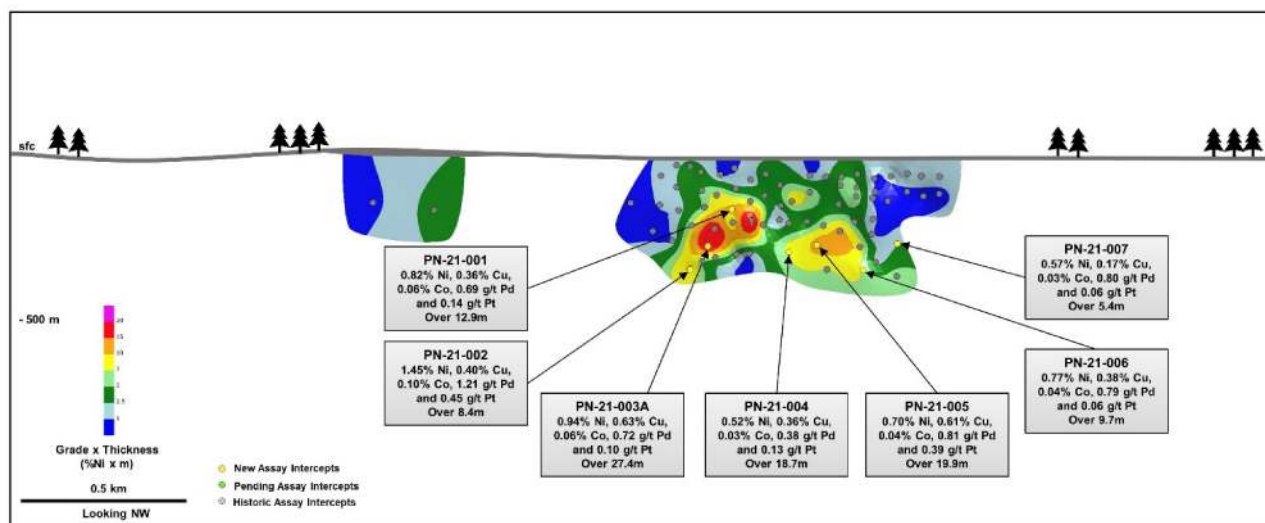 sfc
- 500 m
PN-21-001
0.82% Ni, 0.36% Cu,
0.06% Co, 0.69 g/t Pd
and 0.14 g/t Pt
Over 12.9m
PN-21-002
1.45% Ni, 0.40% Cu,
0.10% Co, 1.21 g/t Pd
and 0.45 g/t Pt
Over 8.4m
PN-21-003A
0.94% Ni, 0.63% Cu,
0.06% Co, 0.72 g/t Pd
and 0.10 g/t Pt
Over 27.4m
PN-21-004
0.52% Ni, 0.36% Cu,
0.03% Co, 0.38 g/t Pd
and 0.13 g/t Pt
Over 18.7m
PN-21-005
0.70% Ni, 0.61% Cu,
0.04% Co, 0.81 g/t Pd
and 0.39 g/t Pt
Over 19.9m
PN-21-007
0.57% Ni, 0.17% Cu,
0.03% Co, 0.80 g/t Pd
and 0.06 g/t Pt
Over 5.4m
PN-21-006
0.77% Ni, 0.38% Cu,
0.04% Co, 0.79 g/t Pd
and 0.06 g/t Pt
Over 9.7m
20
15
10
Grade x Thickness
(%Ni x m)
0.5 km
Looking NW
New Assay Intercepts
Pending Assay Intercepts
Historic Assay Intercepts